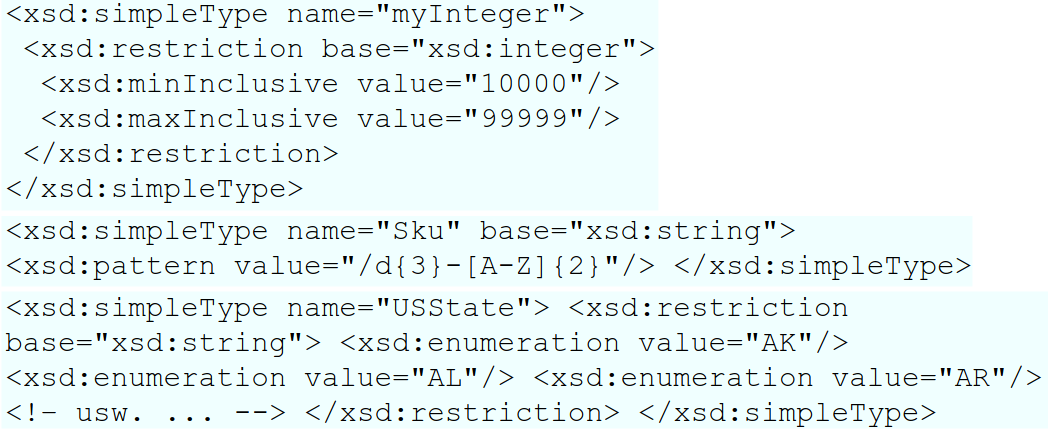 <xsd:simpleType name="myInteger">
<xsd:restriction base="xsd:integer">
<xsd:minInclusive value="10000"/>
<xsd:maxInclusive value="99999"/>
</xsd:restriction>
</xsd:simpleType>
<xsd:simpleType name="Sku" base="xsd:string">
<xsd:pattern value="/d{3}-[A-Z]{2}"/> </xsd:simpleType>
<xsd:simpleType name="USState"> <xsd:restriction
base="xsd:string"> <xsd:enumeration value="AK"/>
<xsd:enumeration value="AL"/> <xsd:enumeration value="AR"/>
<!– usw. ... --> </xsd:restriction> </xsd:simpleType>